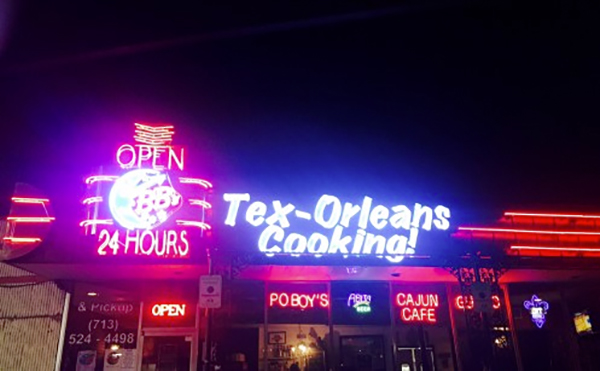 OPEN
BB's
24 HOURS
Tex-Orleans
Cooking!
& Pickup
(713)
524-4498
OPEN
PO BOY'S
CAJUN
CAFE